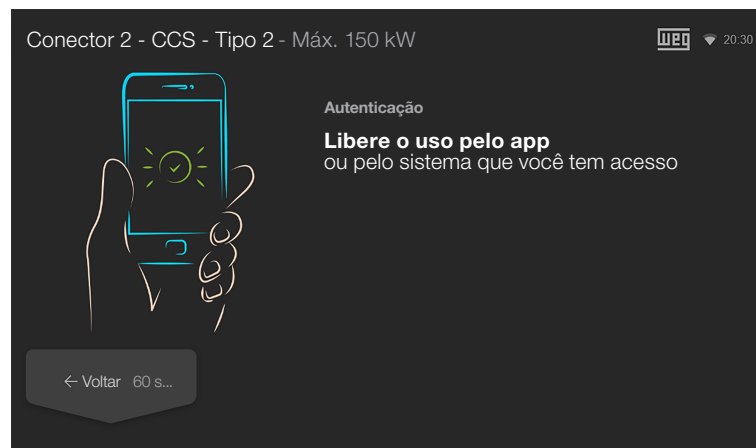 Conector 2 - CCS - Tipo 2 - Máx. 150 kW
WEG 20:30
Autenticação
Libere o uso pelo app
ou pelo sistema que você tem acesso
← Voltar 60 s...